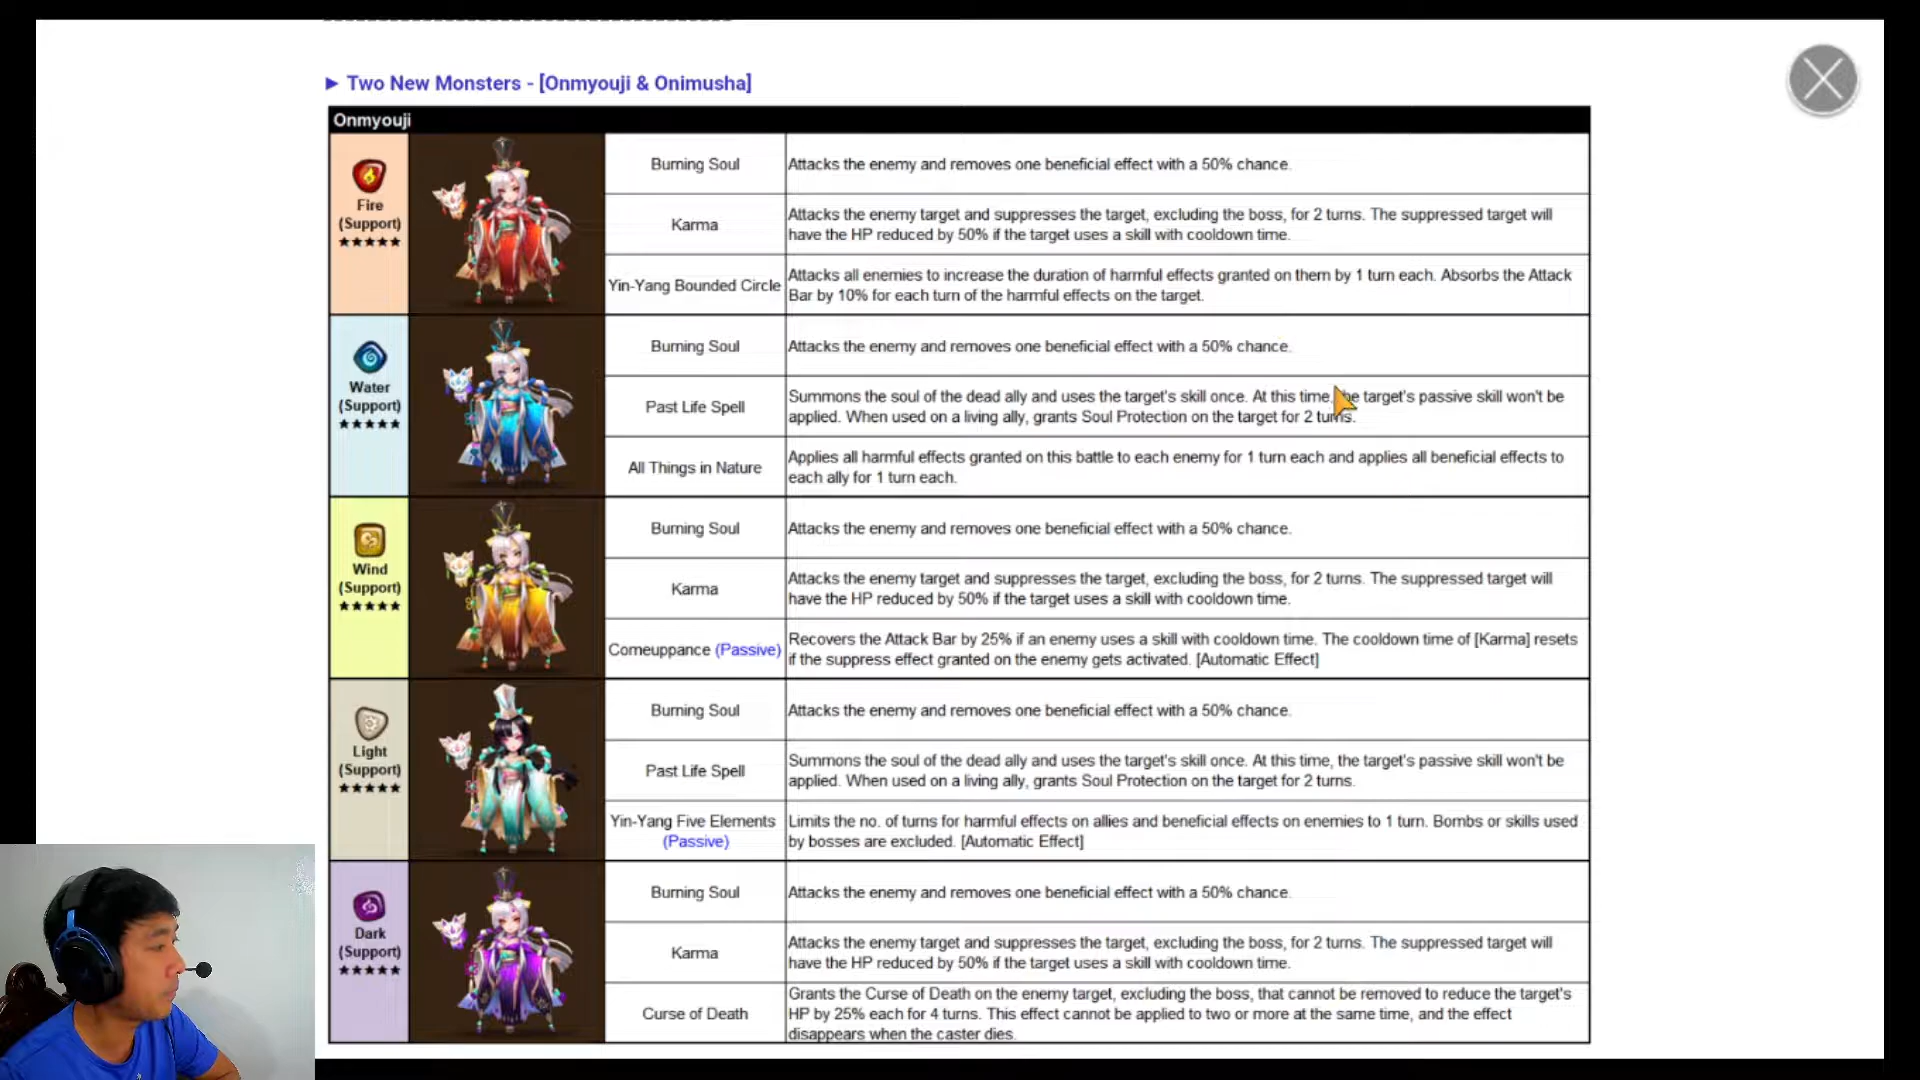 ► Two New Monsters - [Onmyouji & Onimusha]
Onmyouji
Fire
(Support)
★★★★★
Burning Soul
Attacks the enemy and removes one beneficial effect with a 50% chance.
Karma
Attacks the enemy target and suppresses the target, excluding the boss, for 2 turns. The suppressed target will
have the HP reduced by 50% if the target uses a skill with cooldown time.
Yin-Yang Bounded Circle
Attacks all enemies to increase the duration of harmful effects granted on them by 1 turn each. Absorbs the Attack
Bar by 10% for each turn of the harmful effects on the target.
Water
(Support)
★★★★★
Burning Soul
Attacks the enemy and removes one beneficial effect with a 50% chance.
Past Life Spell
Summons the soul of the dead ally and uses the target's skill once. At this time, the target's passive skill won't be
applied. When used on a living ally, grants Soul Protection on the target for 2 turns.
All Things in Nature
Applies all harmful effects granted on this battle to each enemy for 1 turn each and applies all beneficial effects to
each ally for 1 turn each.
Wind
(Support)
★★★★★
Burning Soul
Attacks the enemy and removes one beneficial effect with a 50% chance.
Karma
Attacks the enemy target and suppresses the target, excluding the boss, for 2 turns. The suppressed target will
have the HP reduced by 50% if the target uses a skill with cooldown time.
Comeuppance (Passive)
Recovers the Attack Bar by 25% if an enemy uses a skill with cooldown time. The cooldown time of [Karma] resets
if the suppress effect granted on the enemy gets activated. [Automatic Effect]
Light
(Support)
★★★★★
Burning Soul
Attacks the enemy and removes one beneficial effect with a 50% chance.
Past Life Spell
Summons the soul of the dead ally and uses the target's skill once. At this time, the target's passive skill won't be
applied. When used on a living ally, grants Soul Protection on the target for 2 turns.
Yin-Yang Five Elements
(Passive)
Limits the no. of turns for harmful effects on allies and beneficial effects on enemies to 1 turn. Bombs or skills used
by bosses are excluded. [Automatic Effect]
Dark
(Support)
★★★★★
Burning Soul
Attacks the enemy and removes one beneficial effect with a 50% chance.
Karma
Attacks the enemy target and suppresses the target, excluding the boss, for 2 turns. The suppressed target will
have the HP reduced by 50% if the target uses a skill with cooldown time.
Curse of Death
Grants the Curse of Death on the enemy target, excluding the boss, that cannot be removed to reduce the target's
HP by 25% each for 4 turns. This effect cannot be applied to two or more at the same time, and the effect
disappears when the caster dies.